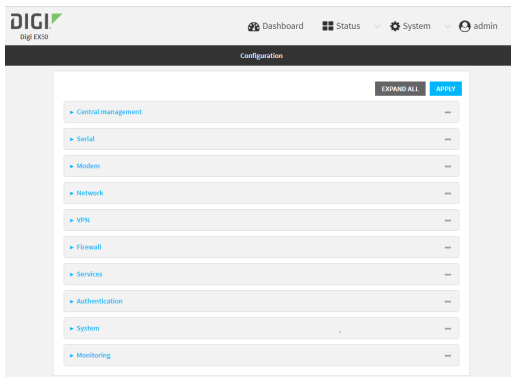 DIGI
Dashboard Status System admin
Digi EX50
Configuration
EXPAND ALL APPLY
Central management
Serial
Modem
Network
VPN
Firewall
Services
Authentication
System
Monitoring